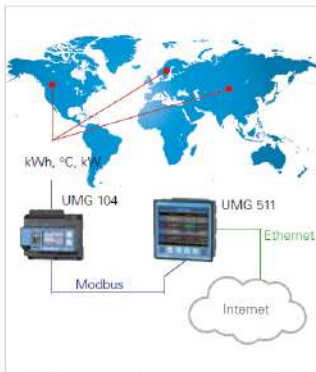 kWh, °C, kW
UMG 104
UMG 511
Ethernet
Modbus
Internet